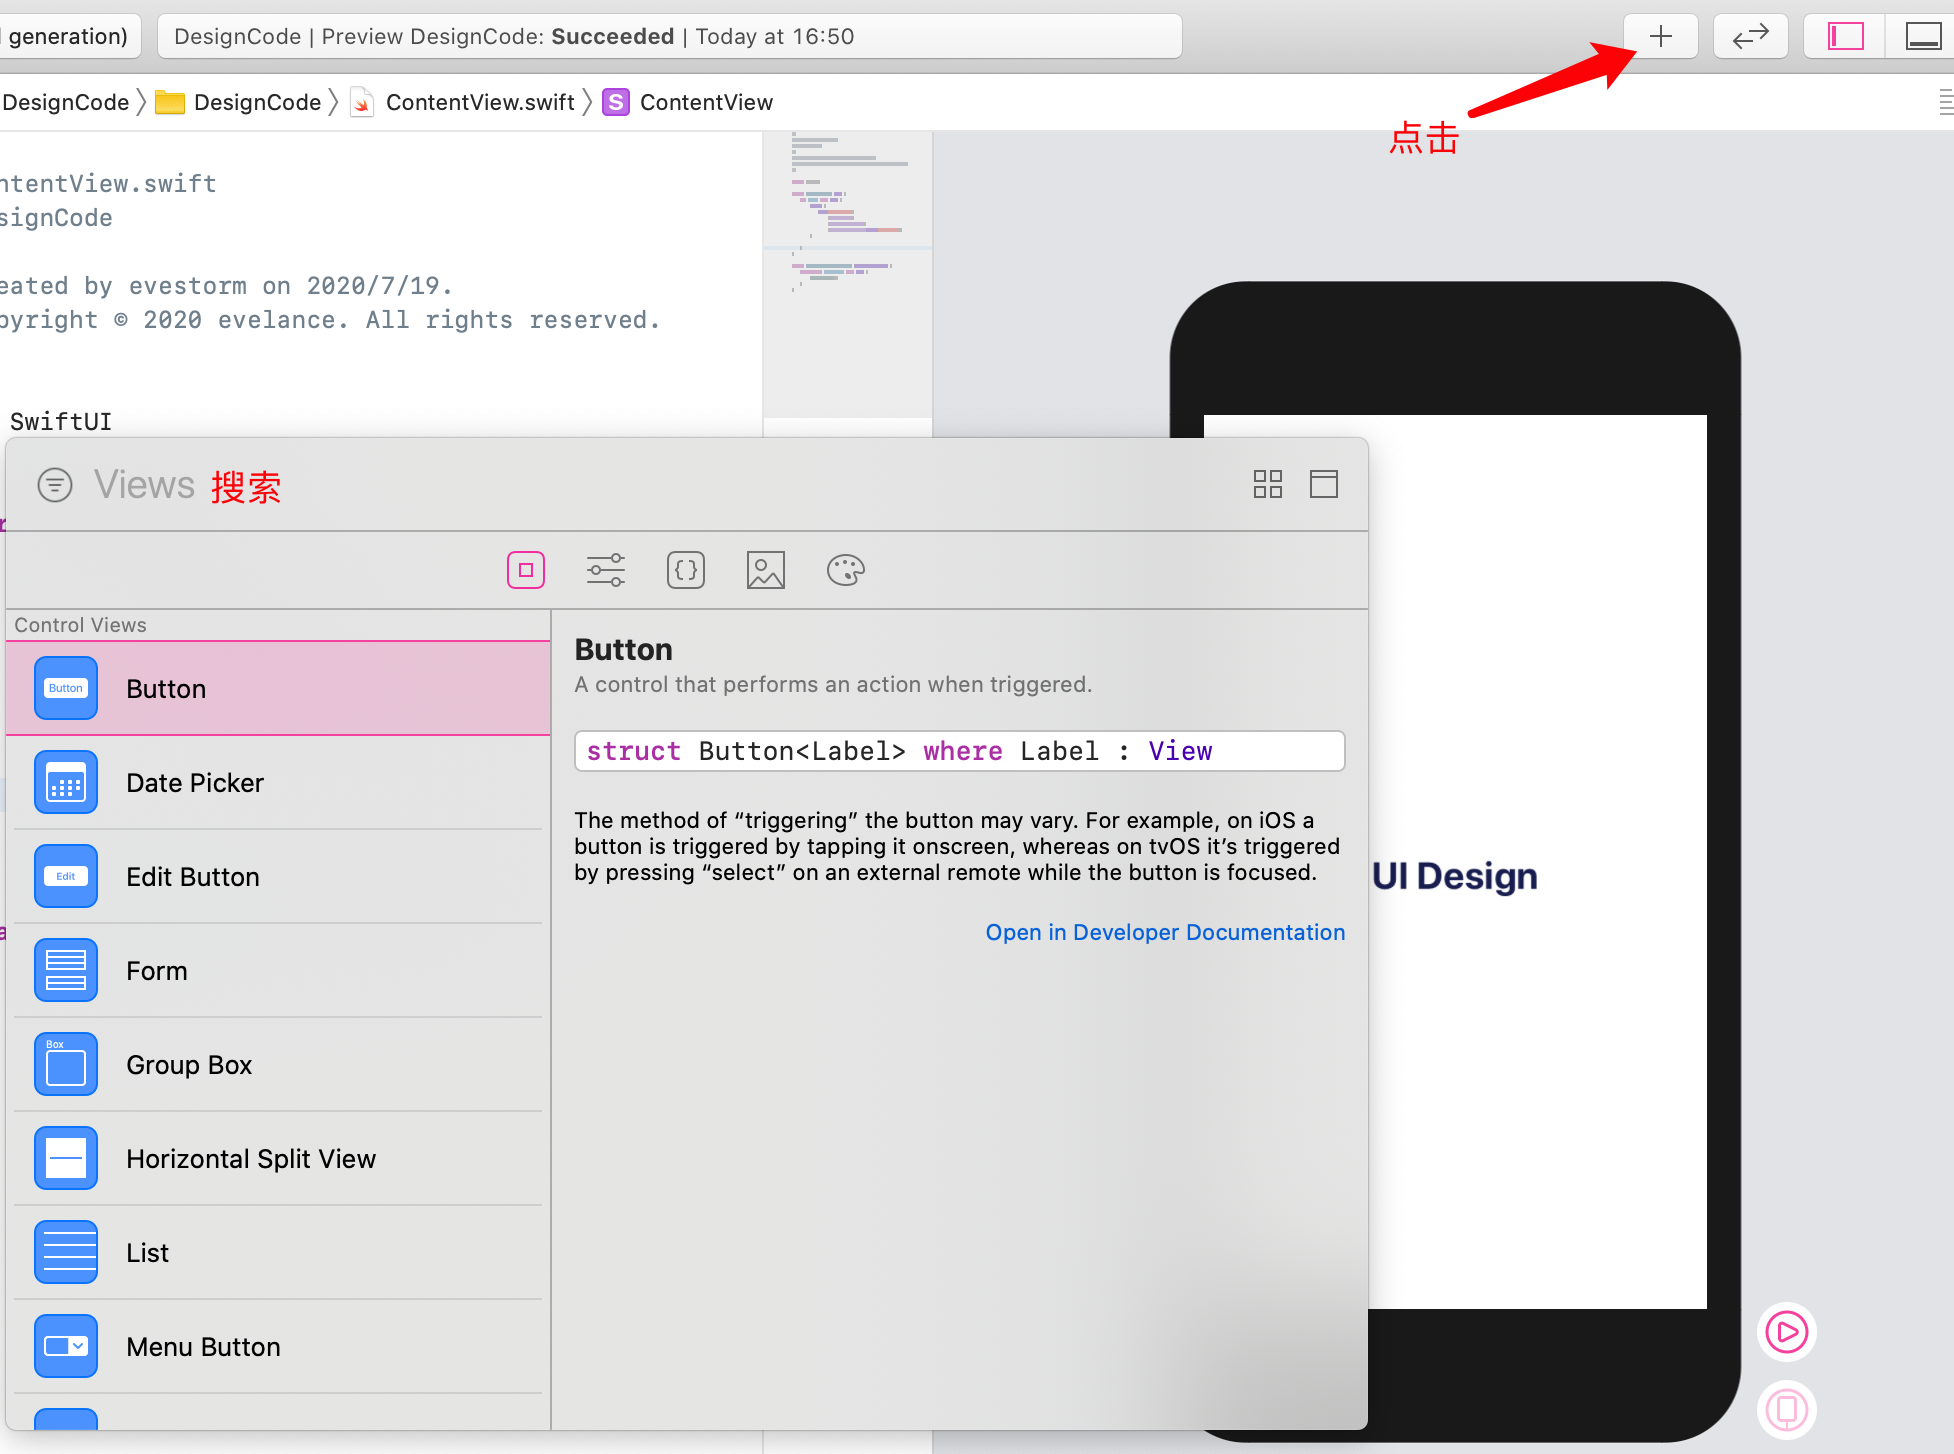 generation)
DesignCode | Preview DesignCode: Succeeded | Today at 16:50
DesignCode
DesignCode
ContentView.swift
S
ContentView
点击
ntentView.swift
signCode
eated by evestorm on 2020/7/19.
pyright © 2020 evelance. All rights reserved.
SwiftUI
Views 搜索
Control Views
Button
Button
Date Picker
Edit
Edit Button
Form
Box
Group Box
Horizontal Split View
List
Menu Button
Button
A control that performs an action when triggered.
struct Button<Label> where Label : View
The method of “triggering” the button may vary. For example, on iOS a
button is triggered by tapping it onscreen, whereas on tvOS it’s triggered
by pressing “select” on an external remote while the button is focused.
Open in Developer Documentation
UI Design